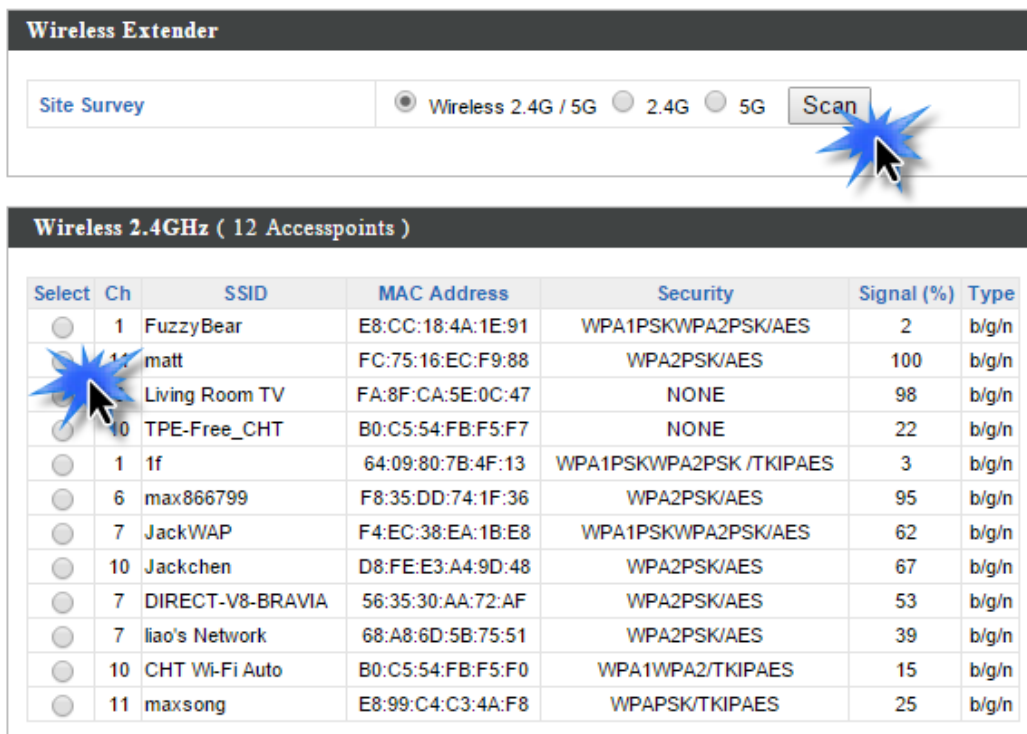 Wireless Extender
Site Survey Wireless 2.4G / 5G 2.4G 5G Scan
Wireless 2.4GHz ( 12 Accesspoints )
Select Ch SSID MAC Address Security Signal (%) Type
1 FuzzyBear E8:CC:18:4A:1E:91 WPA1PSKWPA2PSK/AES 2 b/g/n
matt FC:75:16:EC:F9:88 WPA2PSK/AES 100 b/g/n
Living Room TV FA:8F:CA:5E:0C:47 NONE 98 b/g/n
TPE-Free_CHT B0:C5:54:FB:F5:F7 NONE 22 b/g/n
1 1f 64:09:80:7B:4F:13 WPA1PSKWPA2PSK /TKIPAES 3 b/g/n
6 max866799 F8:35:DD:74:1F:36 WPA2PSK/AES 95 b/g/n
7 JackWAP F4:EC:38:EA:1B:E8 WPA1PSKWPA2PSK/AES 62 b/g/n
10 Jackchen D8:FE:E3:A4:9D:48 WPA2PSK/AES 67 b/g/n
7 DIRECT-V8-BRAVIA 56:35:30:AA:72:AF WPA2PSK/AES 53 b/g/n
7 liao's Network 68:A8:6D:5B:75:51 WPA2PSK/AES 39 b/g/n
10 CHT Wi-Fi Auto B0:C5:54:FB:F5:F0 WPA1WPA2/TKIPAES 15 b/g/n
11 maxsong E8:99:C4:C3:4A:F8 WPAPSK/TKIPAES 25 b/g/n